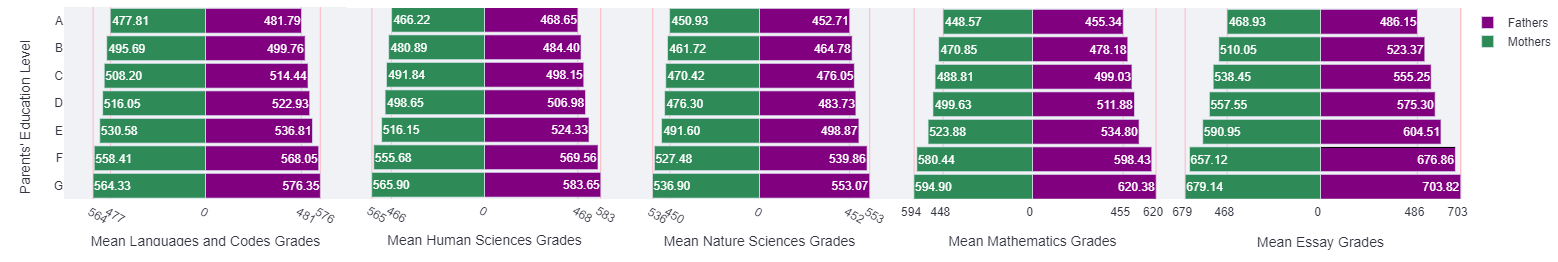 Parents' Education Level
A 477.81 481.79 466.22 468.65 450.93 452.71 448.57 455.34 468.93 486.15
B 495.69 499.76 480.89 484.40 461.72 464.78 470.85 478.18 510.05 523.37
C 508.20 514.44 491.84 498.15 470.42 476.05 488.81 499.03 538.45 555.25
D 516.05 522.93 498.65 506.98 476.30 483.73 499.63 511.88 557.55 575.30
E 530.58 536.81 516.15 524.33 491.60 498.87 523.88 534.80 590.95 604.51
F 558.41 568.05 555.68 569.56 527.48 539.86 580.44 598.43 657.12 676.86
G 564.33 576.35 565.90 583.65 536.90 553.07 594.90 620.38 679.14 703.82
564 477 0 481 576 565 466 0 468 583 536 450 0 452 553 594 448 0 455 620 679 468 0 486 703
Mean Languages and Codes Grades Mean Human Sciences Grades Mean Nature Sciences Grades Mean Mathematics Grades Mean Essay Grades
Fathers
Mothers